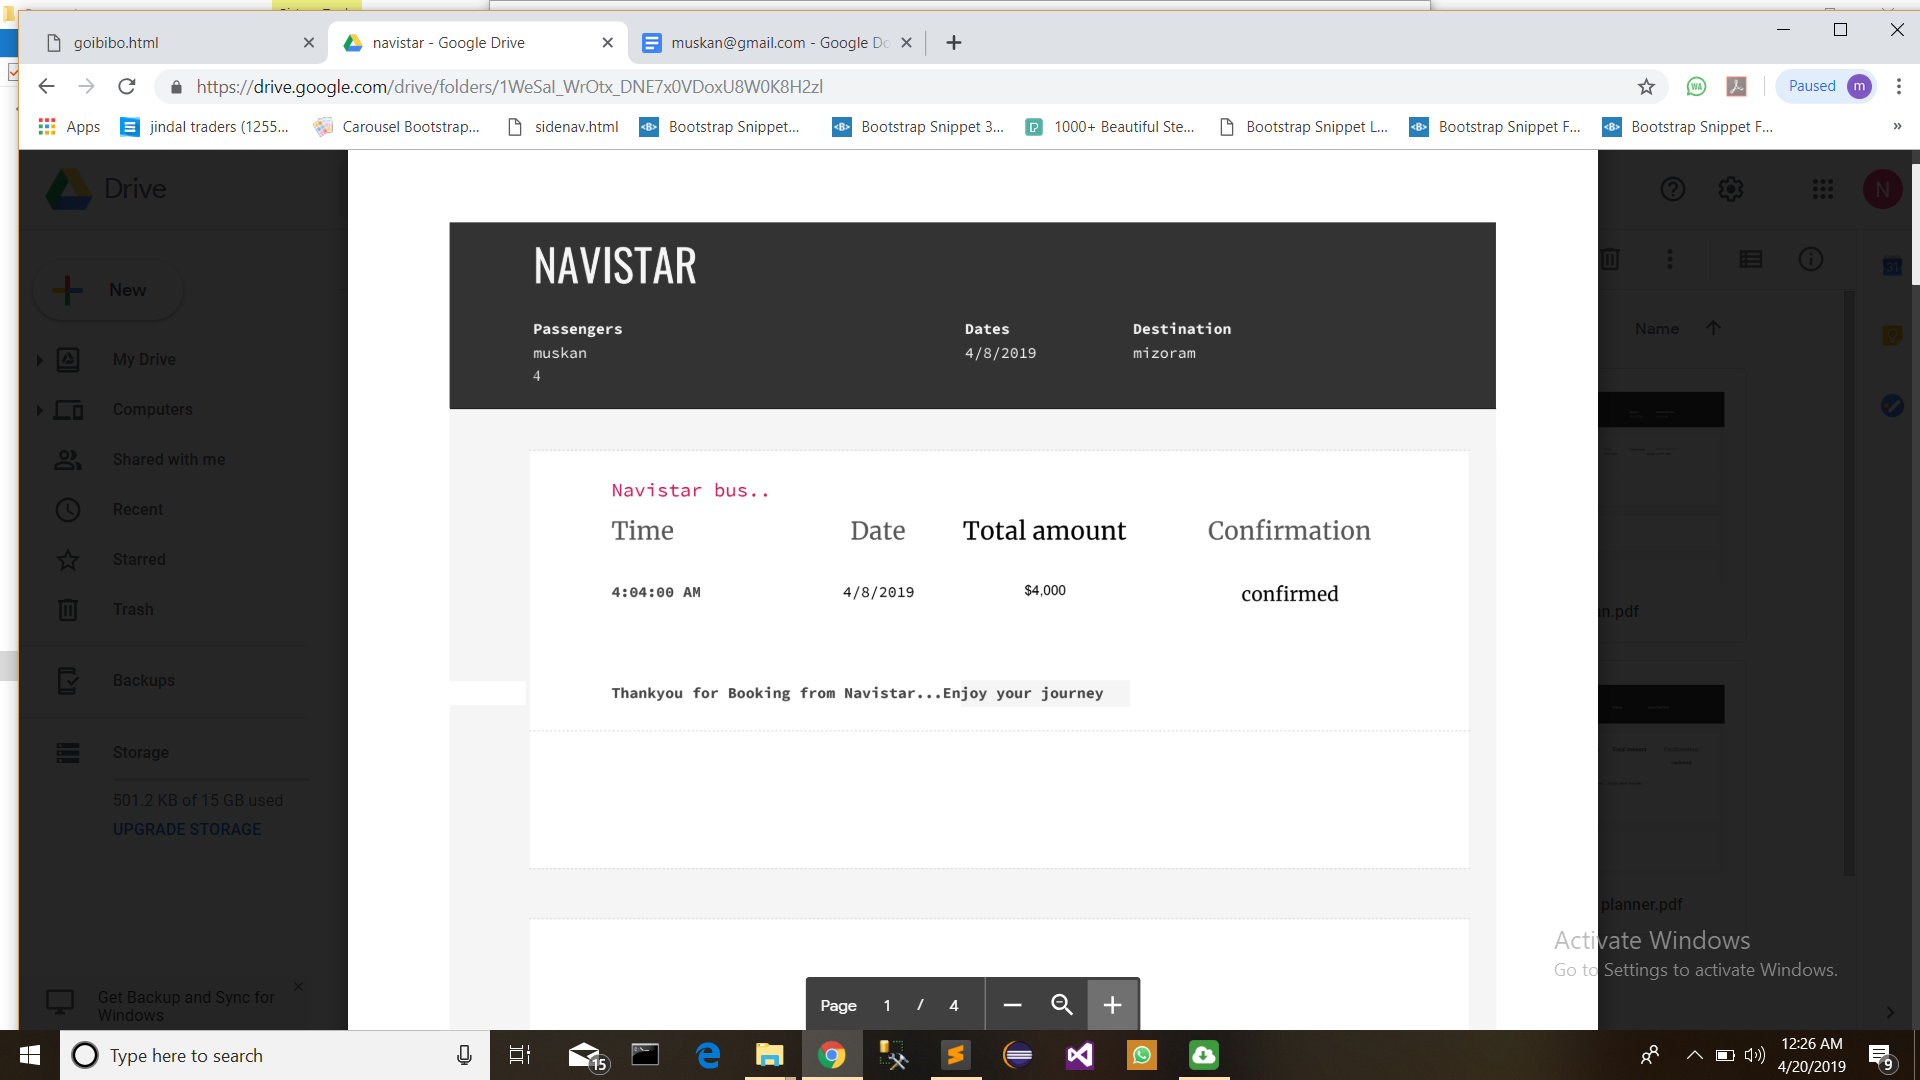 goibibo.html
navistar - Google Drive
muskan@gmail.com - Google Do
https://drive.google.com/drive/folders/1WeSal_WrOtx_DNE7x0VDoxU8W0K8H2zl
Paused m
Apps
jindal traders (1255...
Carousel Bootstrap...
sidenav.html
Bootstrap Snippet...
Bootstrap Snippet 3...
1000+ Beautiful Ste...
Bootstrap Snippet L...
Bootstrap Snippet F...
Bootstrap Snippet F...
»
Drive
N
New
My Drive
Computers
Shared with me
Recent
Starred
Trash
Backups
Storage
501.2 KB of 15 GB used
UPGRADE STORAGE
Get Backup and Sync for
Windows
Name
NAVISTAR
Passengers Dates Destination
muskan 4/8/2019 mizoram
4
Navistar bus..
Time Date Total amount Confirmation
4:04:00 AM 4/8/2019 $4,000 confirmed
Thankyou for Booking from Navistar...Enjoy your journey
n.pdf
planner.pdf
Activate Windows
Go to Settings to activate Windows.
Page 1 / 4
Type here to search
15
12:26 AM
4/20/2019
9